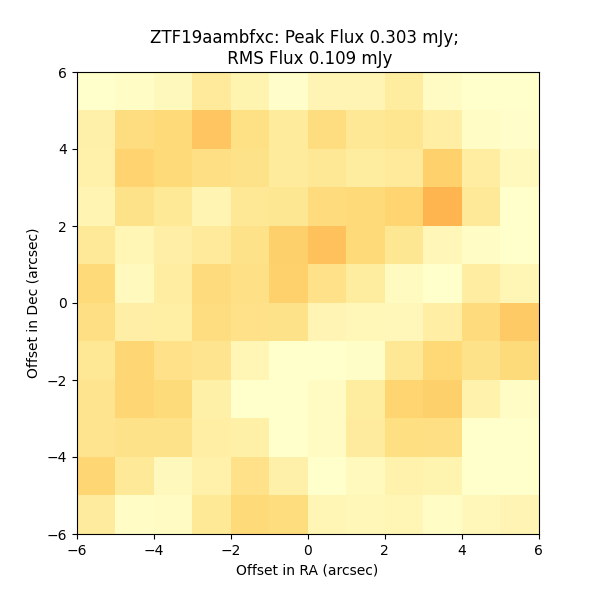 ZTF19aambfxc: Peak Flux 0.303 mJy;
RMS Flux 0.109 mJy
6
4
2
0
−2
−4
−6
Offset in Dec (arcsec)
−6 −4 −2 0 2 4 6
Offset in RA (arcsec)